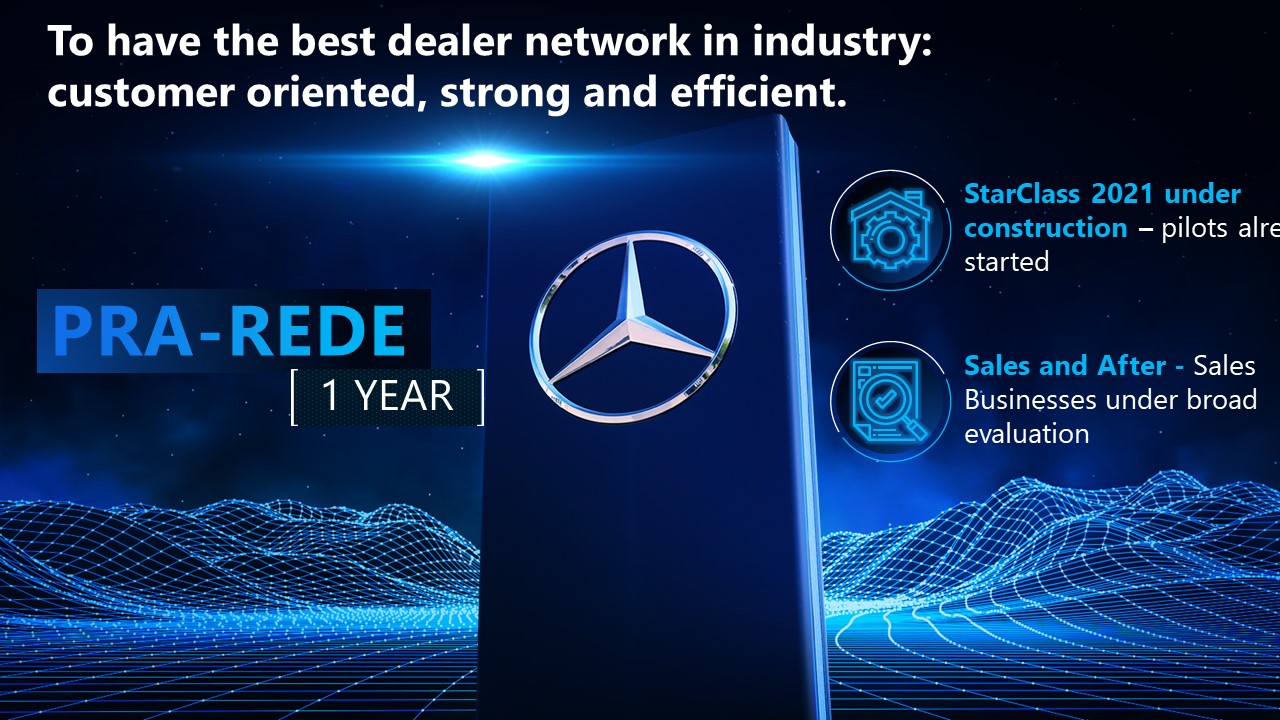 To have the best dealer network in industry:
customer oriented, strong and efficient.
PRA-REDE
[ 1 YEAR ]
StarClass 2021 under
construction – pilots alre
started
Sales and After - Sales
Businesses under broad
evaluation